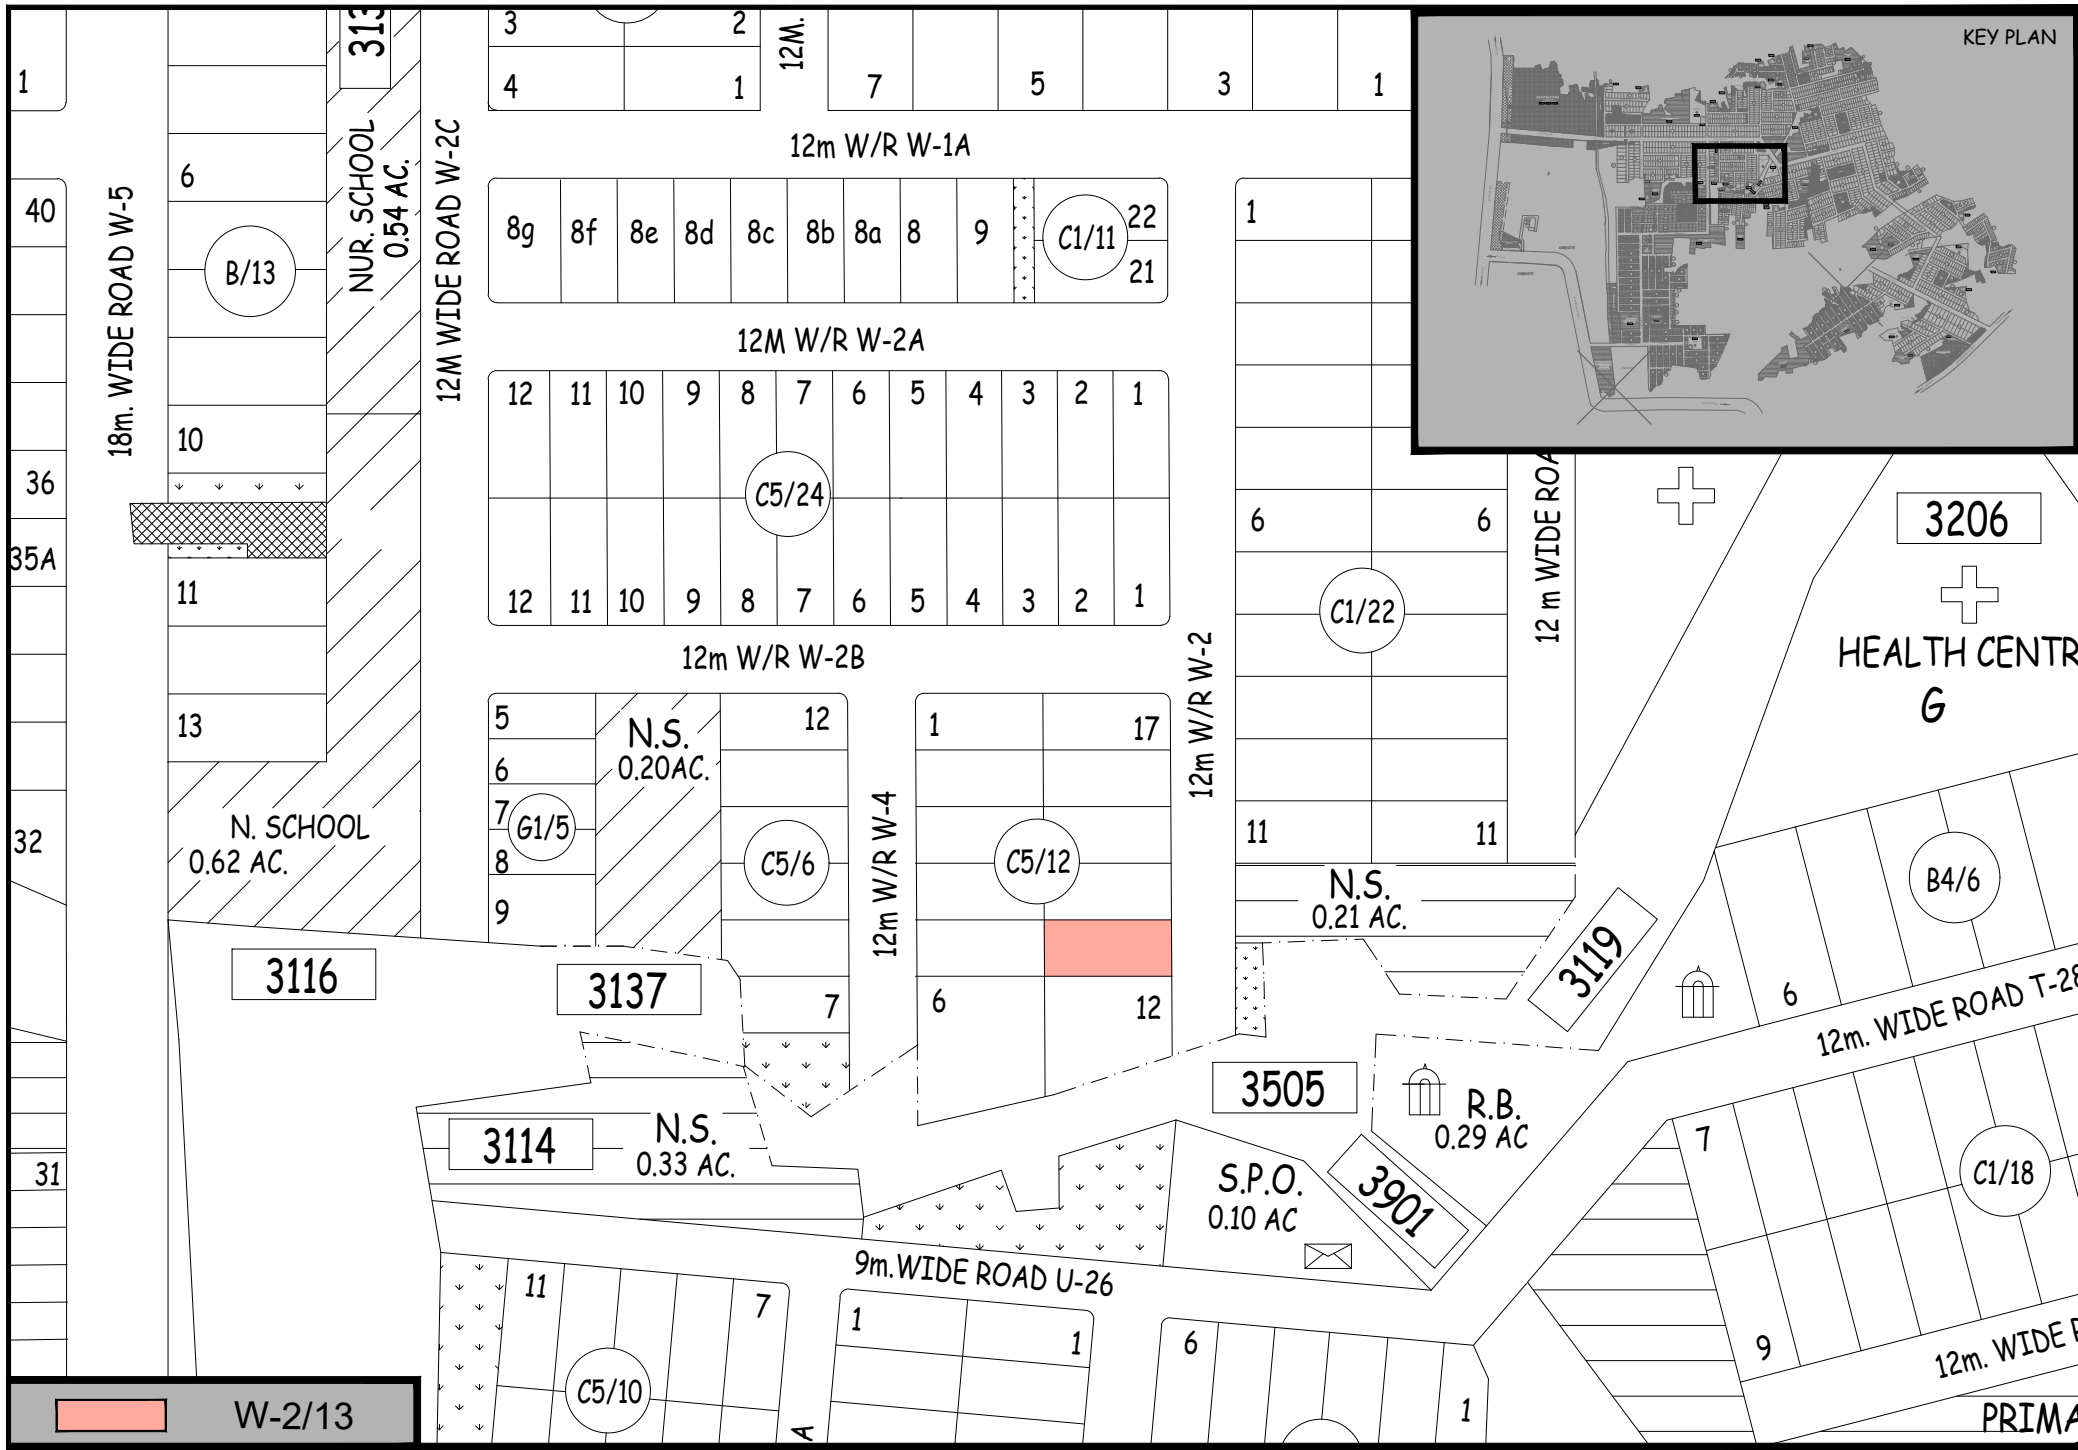 3
2
4
1
12M.
7
5
3
1
KEY PLAN
1
12m W/R W-1A
NUR. SCHOOL
0.54 AC.
12M WIDE ROAD W-2C
18m. WIDE ROAD W-5
6
40
B/13
8g
8f
8e
8d
8c
8b
8a
8
9
C1/11
22
21
1
12M W/R W-2A
12
11
10
9
8
7
6
5
4
3
2
1
10
36
C5/24
6
6
3206
35A
11
12
11
10
9
8
7
6
5
4
3
2
1
C1/22
12 m WIDE ROA
12m W/R W-2B
12m W/R W-2
HEALTH CENTR
G
13
5
N.S.
0.20AC.
12
1
17
6
7
G1/5
8
9
C5/6
12m W/R W-4
C5/12
11
11
32
N. SCHOOL
0.62 AC.
N.S.
0.21 AC.
B4/6
3116
3137
7
6
12
3119
6
12m. WIDE ROAD T-28
3505
R.B.
0.29 AC
3114
N.S.
0.33 AC.
7
31
S.P.O.
0.10 AC
3901
C1/18
9m.WIDE ROAD U-26
11
7
1
1
6
9
12m. WIDE R
C5/10
1
A
PRIMA
W-2/13